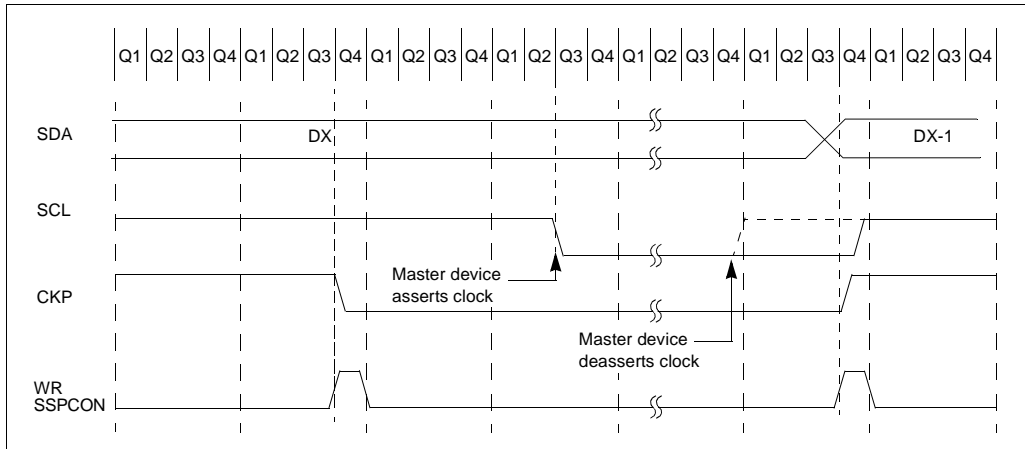 Q1 Q2 Q3 Q4 Q1 Q2 Q3 Q4 Q1 Q2 Q3 Q4 Q1 Q2 Q3 Q4 Q1 Q2 Q3 Q4 Q1 Q2 Q3 Q4 Q1 Q2 Q3 Q4
SDA
DX
DX-1
SCL
Master device
asserts clock
CKP
Master device
deasserts clock
WR
SSPCON